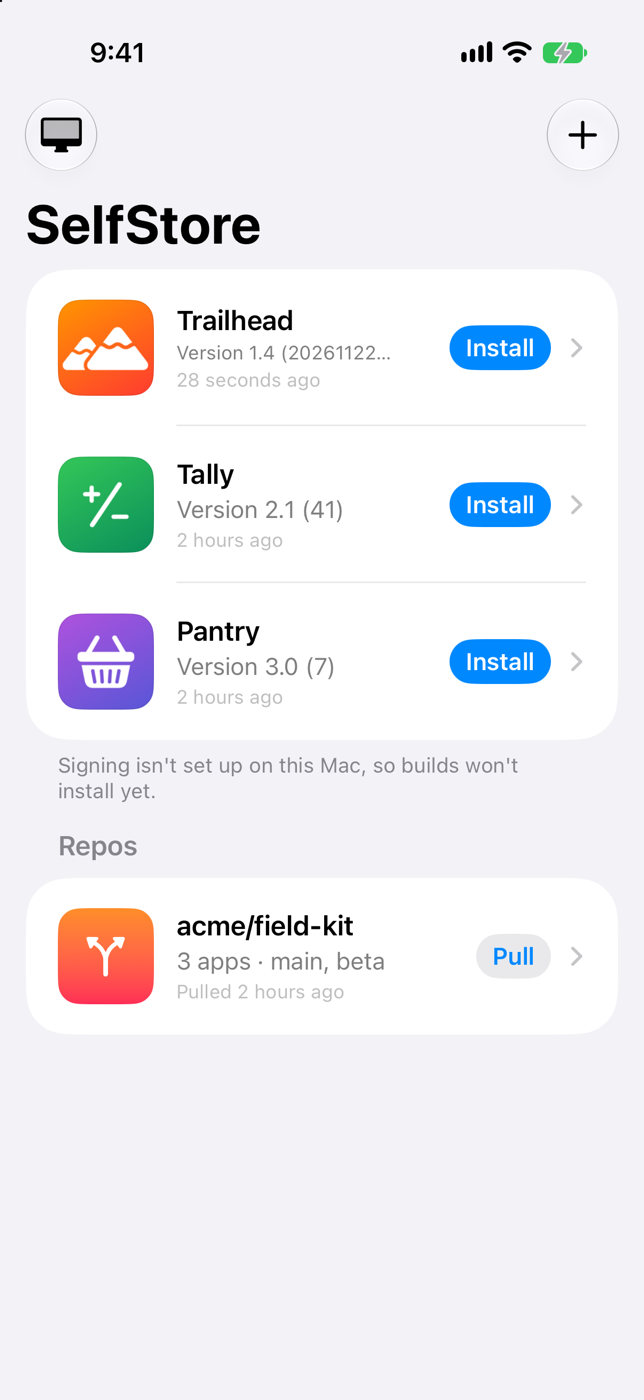 9:41
SelfStore
Trailhead
Version 1.4 (20261122...
28 seconds ago
Install
Tally
Version 2.1 (41)
2 hours ago
Install
Pantry
Version 3.0 (7)
2 hours ago
Install
Signing isn't set up on this Mac, so builds won't
install yet.
Repos
acme/field-kit
3 apps · main, beta
Pulled 2 hours ago
Pull